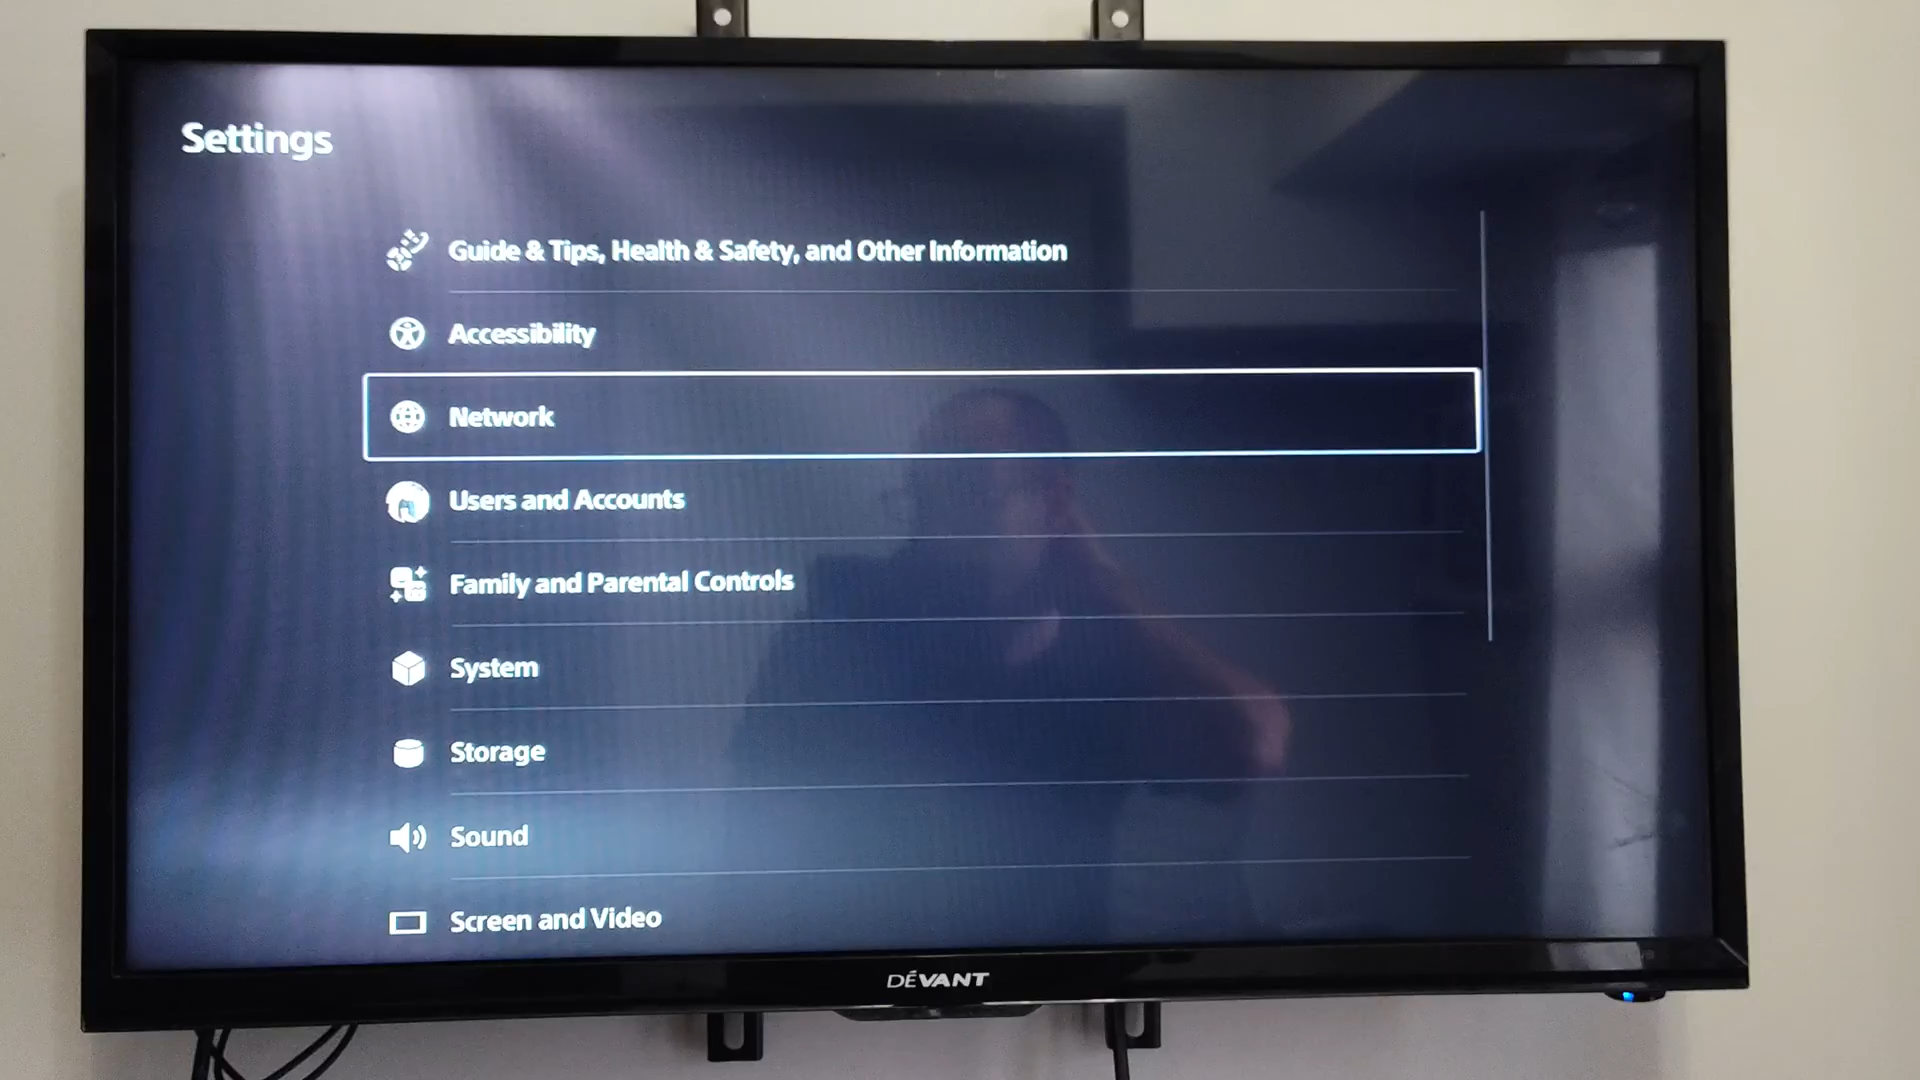 Settings
Guide & Tips, Health & Safety, and Other Information
Accessibility
Network
Users and Accounts
Family and Parental Controls
System
Storage
Sound
Screen and Video
DEVANT